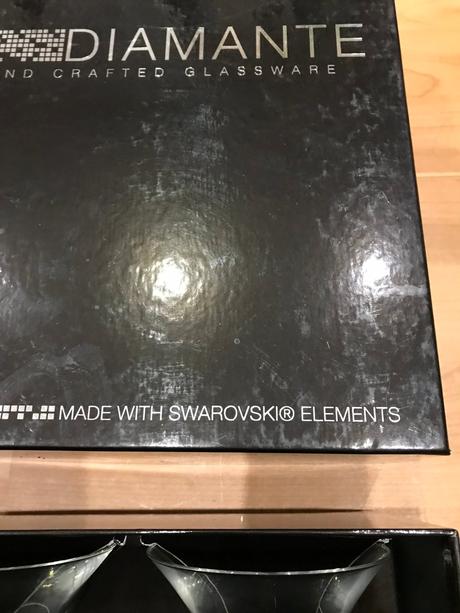 DIAMANTE
ND CRAFTED GLASSWARE
MADE WITH SWAROVSKI® ELEMENTS